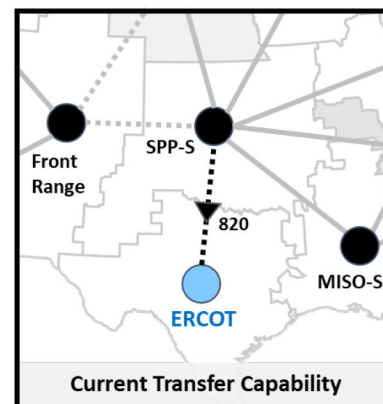 Front
Range
SPP-S
820
MISO-S
ERCOT
Current Transfer Capability